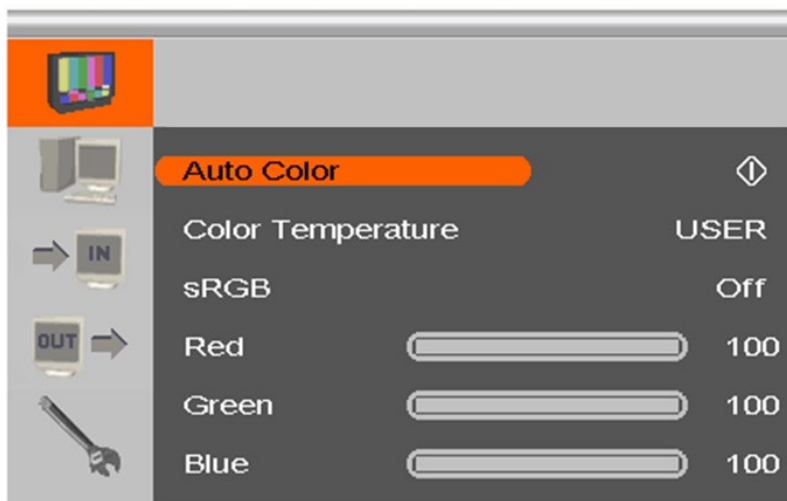 Auto Color
Color Temperature USER
IN
sRGB Off
OUT
Red 100
Green 100
Blue 100